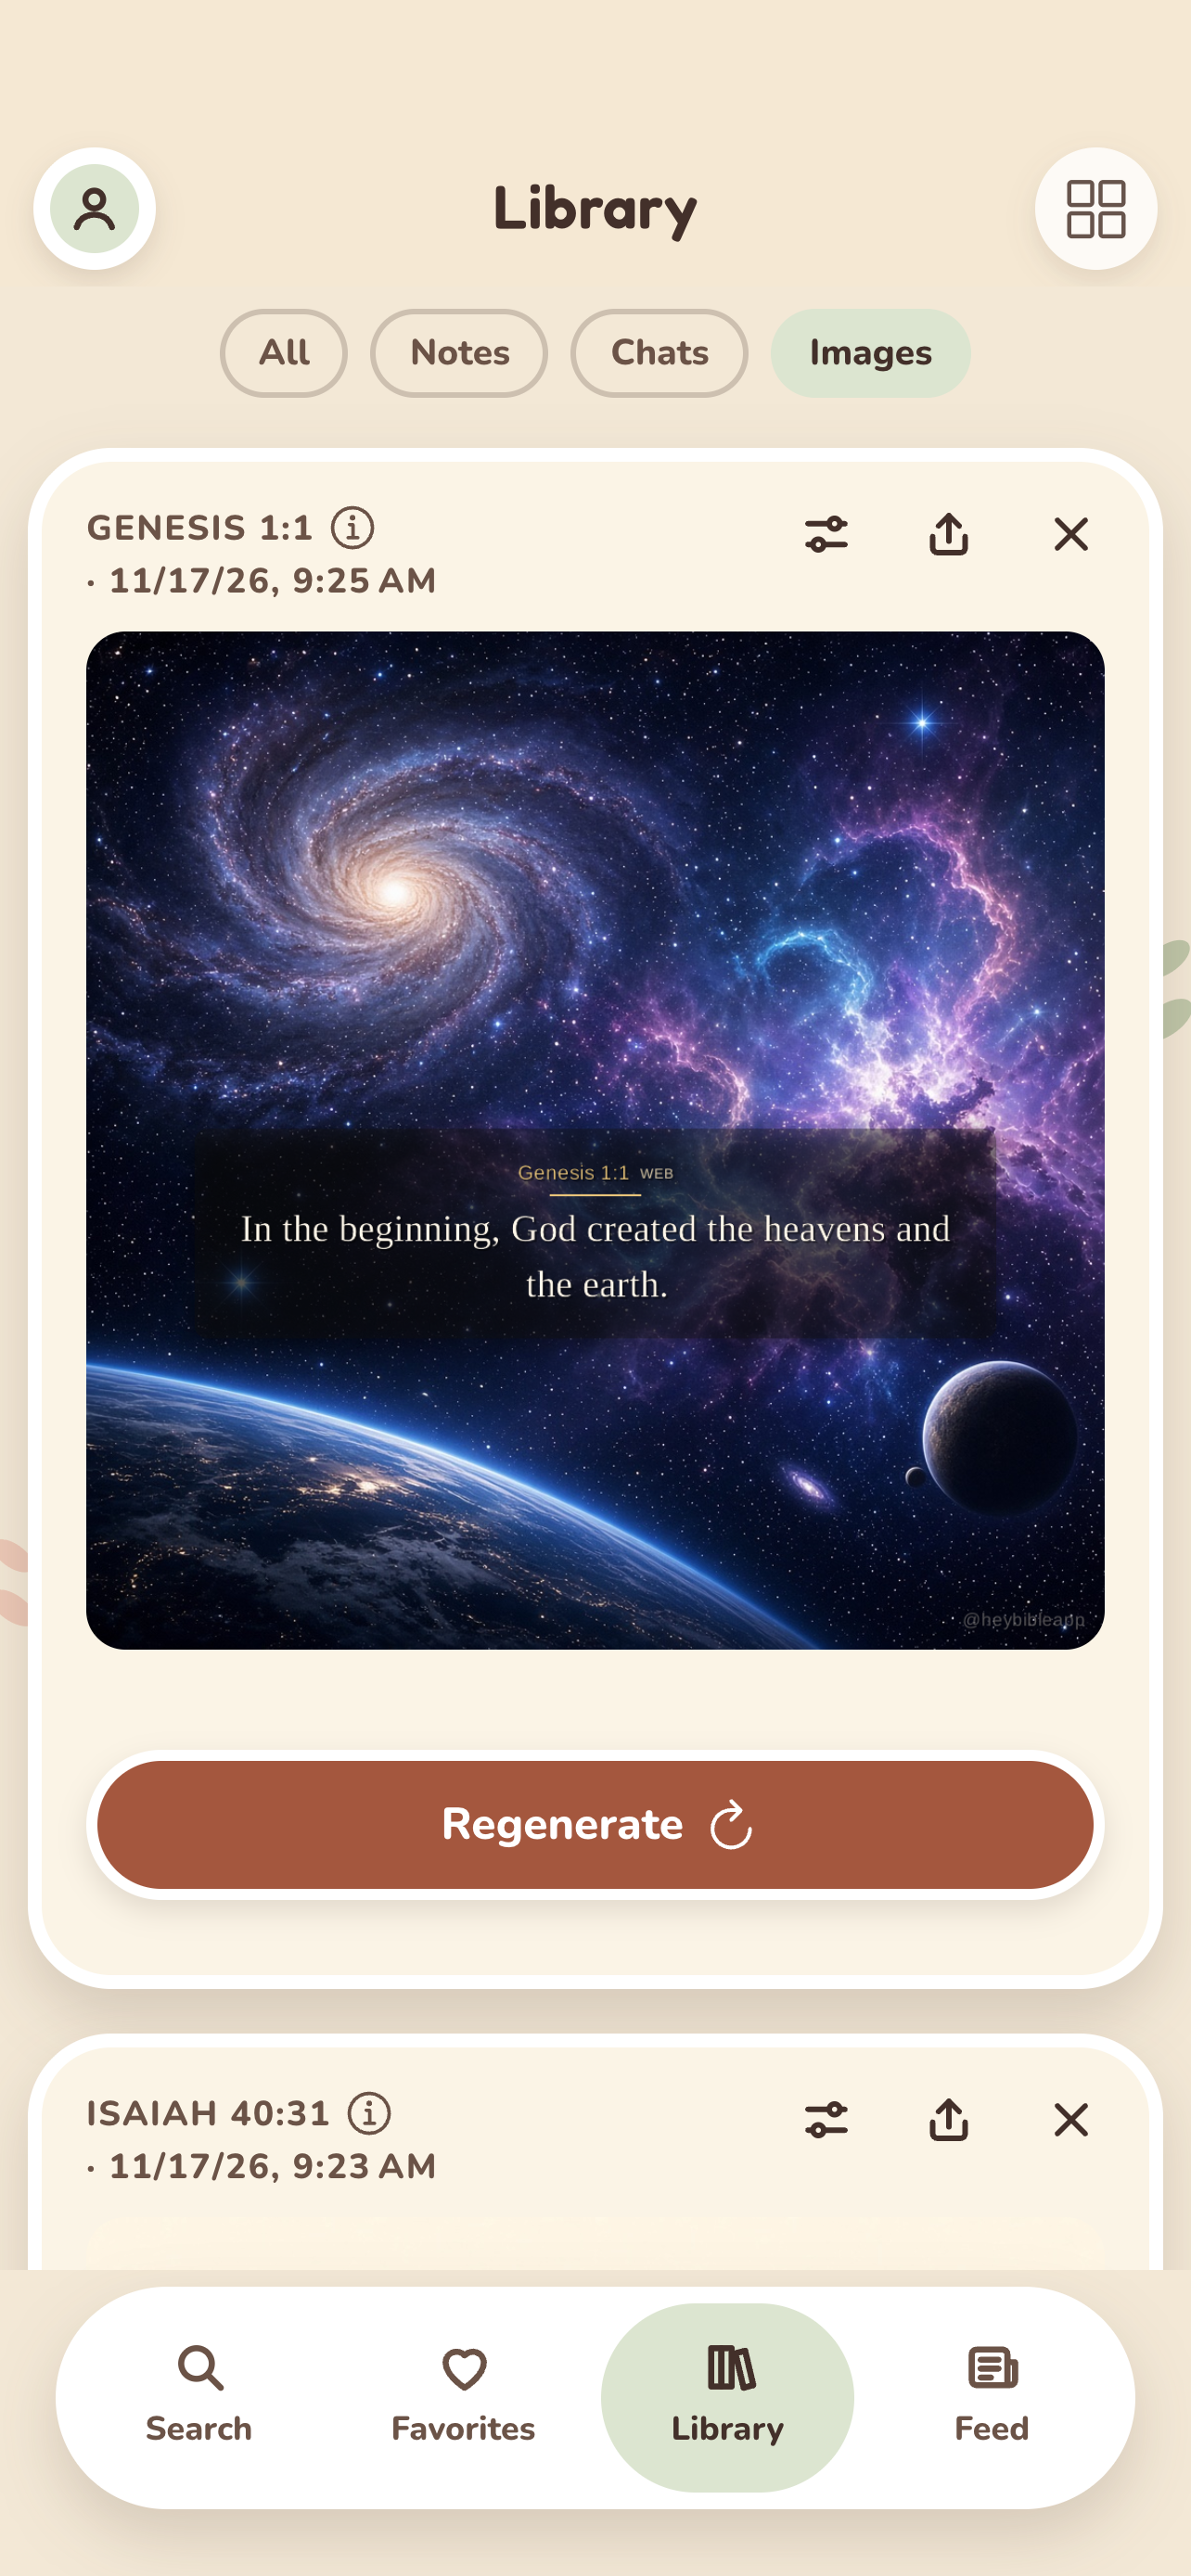 Library
All
Notes
Chats
Images
GENESIS 1:1
· 11/17/26, 9:25 AM
Genesis 1:1 WEB
In the beginning, God created the heavens and
the earth.
@heybibleapp
Regenerate
ISAIAH 40:31
· 11/17/26, 9:23 AM
Search
Favorites
Library
Feed